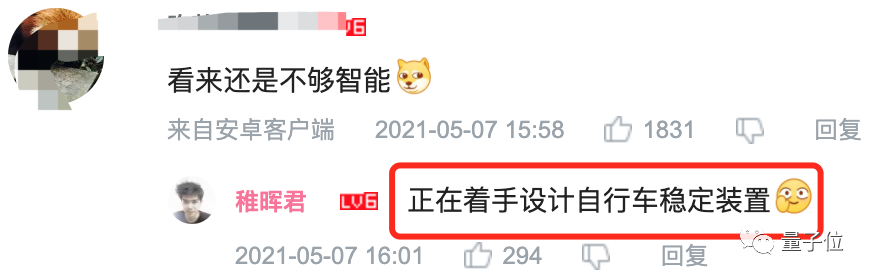 LV6
看来还是不够智能
来自安卓客户端 2021-05-07 15:58 1831 回复
稚晖君 LV6 正在着手设计自行车稳定装置
量子位
2021-05-07 16:01 294 回复